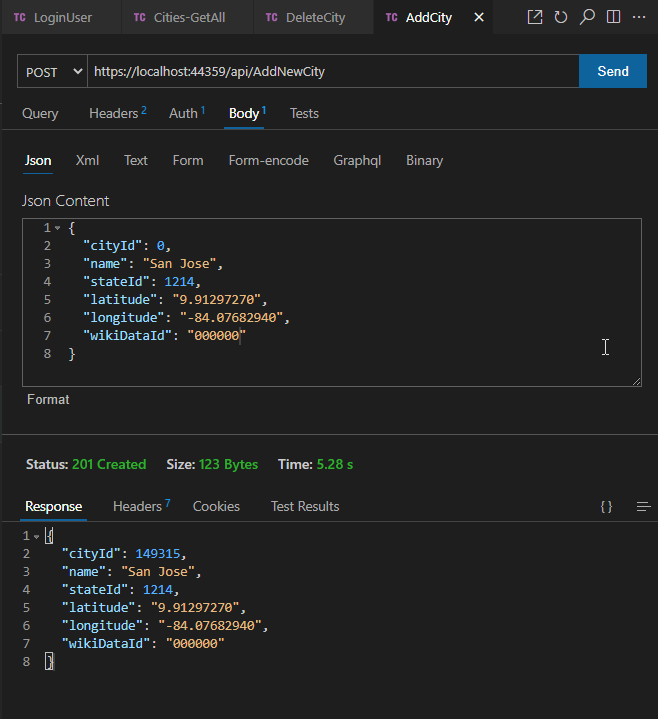 TC LoginUser TC Cities-GetAll TC DeleteCity TC AddCity
POST https://localhost:44359/api/AddNewCity Send
Query Headers 2 Auth 1 Body 1 Tests
Json Xml Text Form Form-encode Graphql Binary
Json Content
1 {
2 "cityId": 0,
3 "name": "San Jose",
4 "stateId": 1214,
5 "latitude": "9.91297270",
6 "longitude": "-84.07682940",
7 "wikiDataId": "000000"
8 }
Format
Status: 201 Created Size: 123 Bytes Time: 5.28 s
Response Headers 7 Cookies Test Results { }
1 {
2 "cityId": 149315,
3 "name": "San Jose",
4 "stateId": 1214,
5 "latitude": "9.91297270",
6 "longitude": "-84.07682940",
7 "wikiDataId": "000000"
8 }